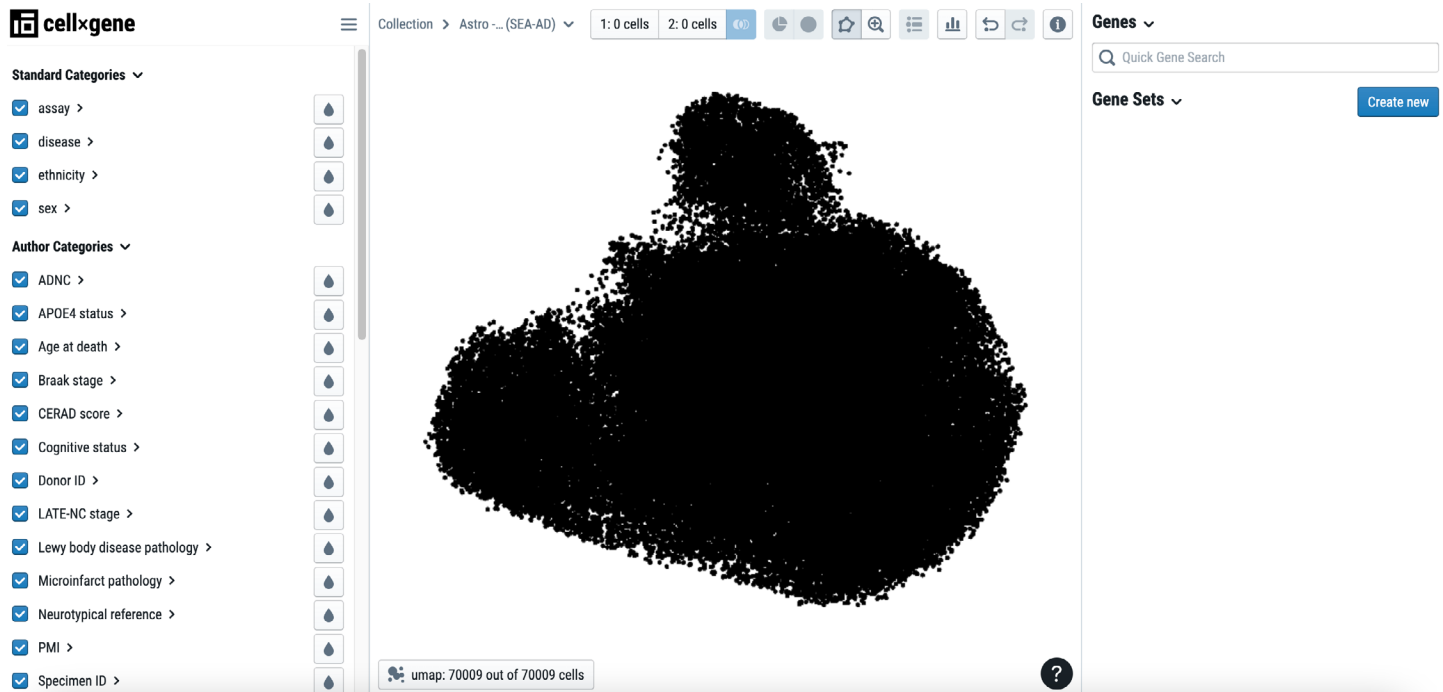 cell×gene
Collection > Astro -... (SEA-AD)
1: 0 cells
2: 0 cells
Standard Categories
assay
disease
ethnicity
sex
Author Categories
ADNC
APOE4 status
Age at death
Braak stage
CERAD score
Cognitive status
Donor ID
LATE-NC stage
Lewy body disease pathology
Microinfarct pathology
Neurotypical reference
PMI
Specimen ID
umap: 70009 out of 70009 cells
?
Genes
Quick Gene Search
Gene Sets
Create new